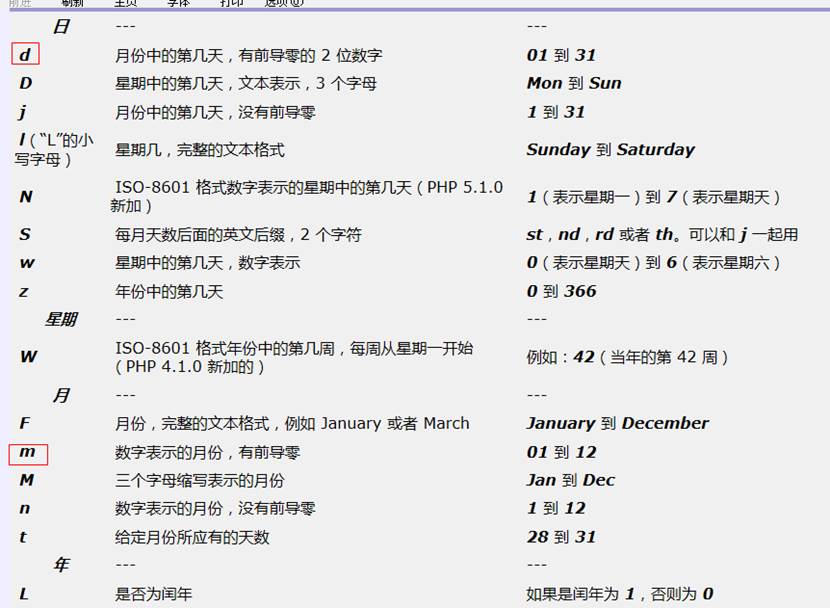 前进 刷新 主页 字体 打印 选项(O)
日 --- ---
d 月份中的第几天，有前导零的 2 位数字 01 到 31
D 星期中的第几天，文本表示，3 个字母 Mon 到 Sun
j 月份中的第几天，没有前导零 1 到 31
l（“L”的小
写字母） 星期几，完整的文本格式 Sunday 到 Saturday
N ISO-8601 格式数字表示的星期中的第几天（PHP 5.1.0
新加） 1（表示星期一）到 7（表示星期天）
S 每月天数后面的英文后缀，2 个字符 st，nd，rd 或者 th。可以和 j 一起用
w 星期中的第几天，数字表示 0（表示星期天）到 6（表示星期六）
z 年份中的第几天 0 到 366
星期 --- ---
W ISO-8601 格式年份中的第几周，每周从星期一开始
（PHP 4.1.0 新加的） 例如：42（当年的第 42 周）
月 --- ---
F 月份，完整的文本格式，例如 January 或者 March January 到 December
m 数字表示的月份，有前导零 01 到 12
M 三个字母缩写表示的月份 Jan 到 Dec
n 数字表示的月份，没有前导零 1 到 12
t 给定月份所应有的天数 28 到 31
年 --- ---
L 是否为闰年 如果是闰年为 1，否则为 0